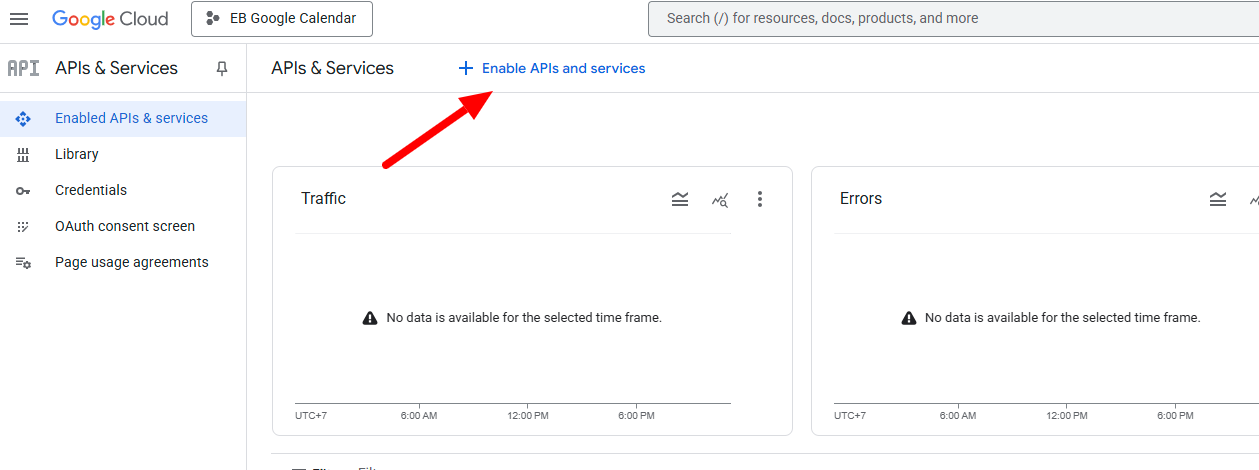 Google Cloud
EB Google Calendar
Search (/) for resources, docs, products, and more
API
APIs & Services
APIs & Services
Enable APIs and services
Enabled APIs & services
Library
Credentials
OAuth consent screen
Page usage agreements
Traffic
No data is available for the selected time frame.
UTC+7 6:00 AM 12:00 PM 6:00 PM
Errors
No data is available for the selected time frame.
UTC+7 6:00 AM 12:00 PM 6:00 PM